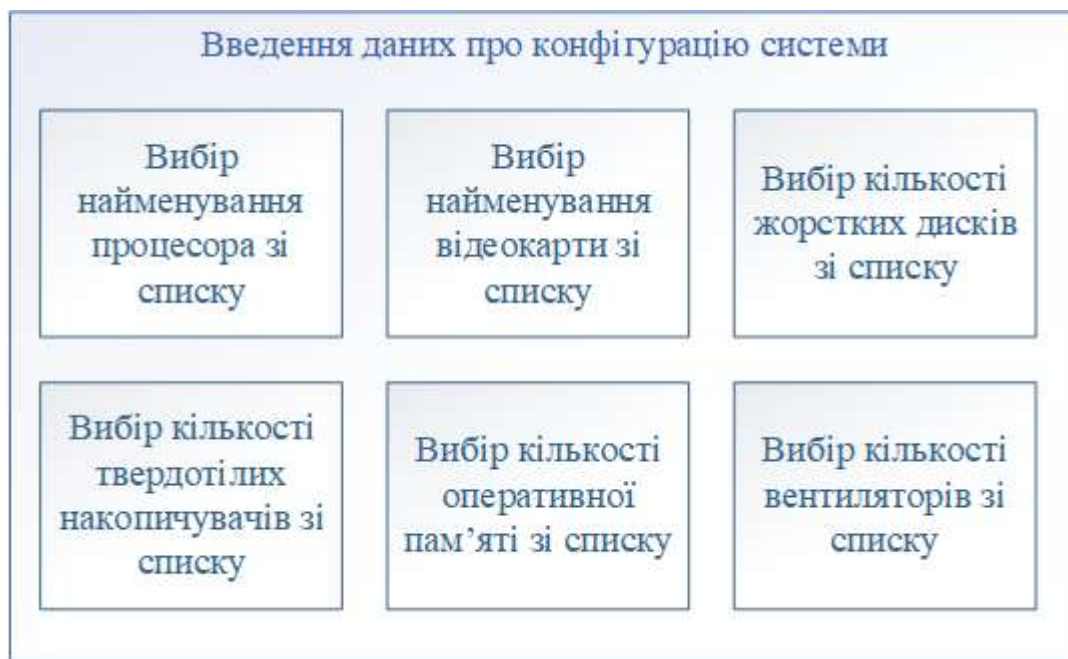 Введення даних про конфігурацію системи
Вибір
найменування
процесора зі
списку
Вибір
найменування
відеокарти зі
списку
Вибір кількості
жорстких дисків
зі списку
Вибір кількості
твердотілих
накопичувачів зі
списку
Вибір кількості
оперативної
пам’яті зі списку
Вибір кількості
вентиляторів зі
списку